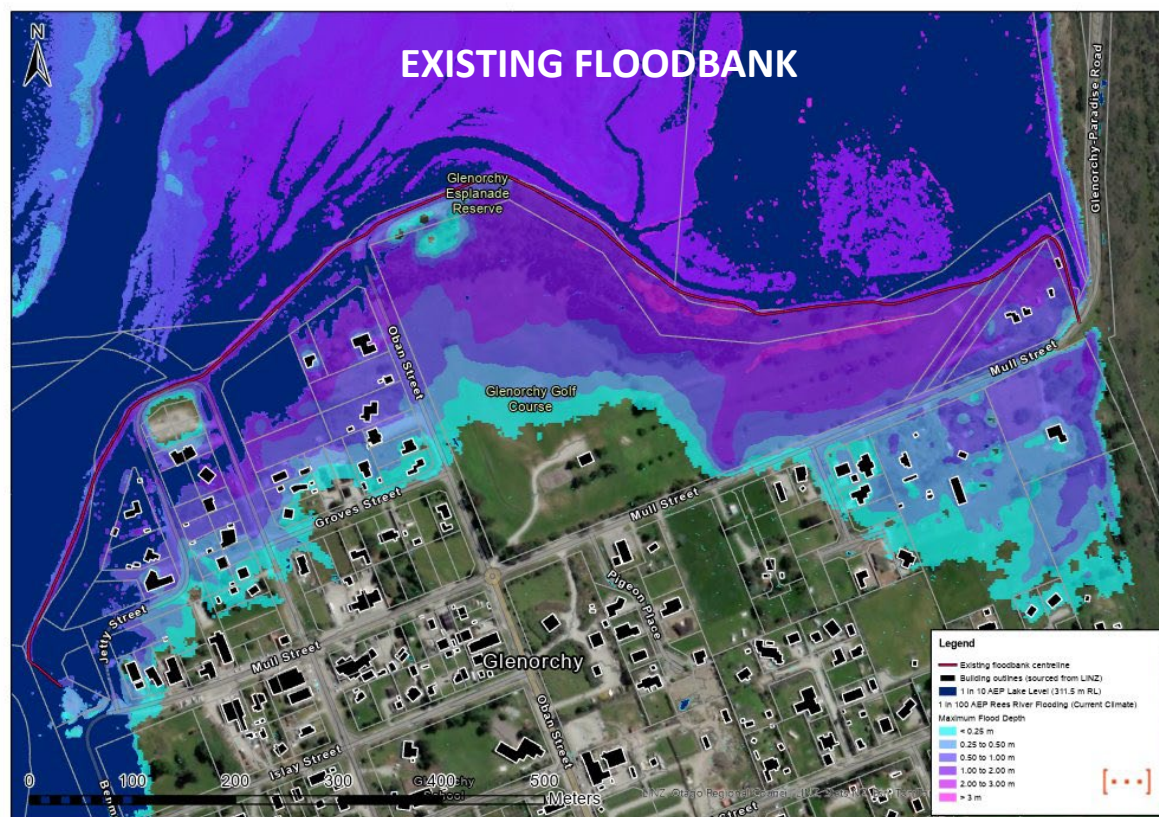 N
EXISTING FLOODBANK
Glenorchy-Paradise Road
Glenorchy
Esplanade
Reserve
Oban Street
Mull Street
Glenorchy Golf
Course
Groves Street
Mull Street
Pigeon Place
Jetty Street
Mull Street
Glenorchy
Oban Street
Islay Street
Glenorchy
School
0 100 200 300 400 500
Meters
Legend
Existing floodbank centreline
Building outlines (sourced from LINZ)
1 in 10 AEP Lake Level (311.5 m RL)
1 in 100 AEP Rees River Flooding (Current Climate)
Maximum Flood Depth
< 0.25 m
0.25 to 0.50 m
0.50 to 1.00 m
1.00 to 2.00 m
2.00 to 3.00 m
> 3 m
[...]